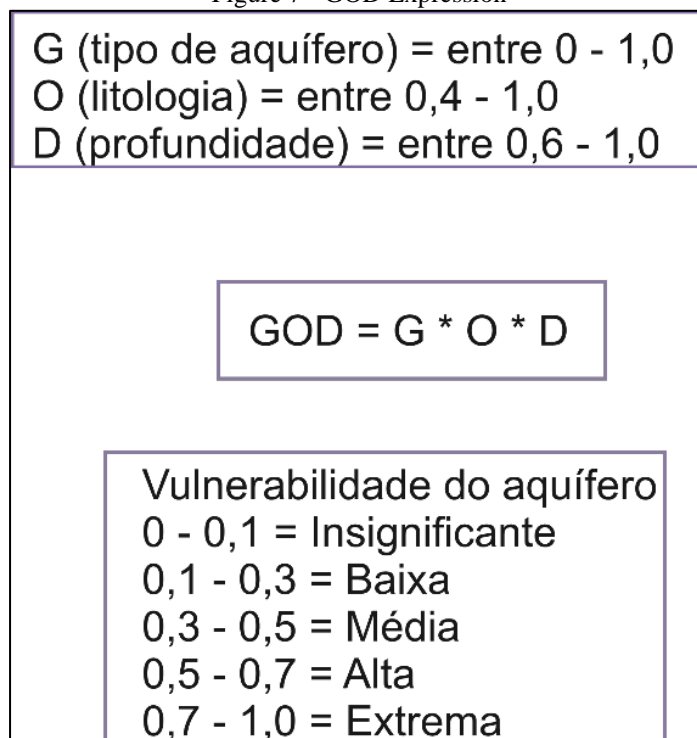 Figure 7 - GOD Expression
G (tipo de aquífero) = entre 0 - 1,0
O (litologia) = entre 0,4 - 1,0
D (profundidade) = entre 0,6 - 1,0
GOD = G * O * D
Vulnerabilidade do aquífero
0 - 0,1 = Insignificante
0,1 - 0,3 = Baixa
0,3 - 0,5 = Média
0,5 - 0,7 = Alta
0,7 - 1,0 = Extrema